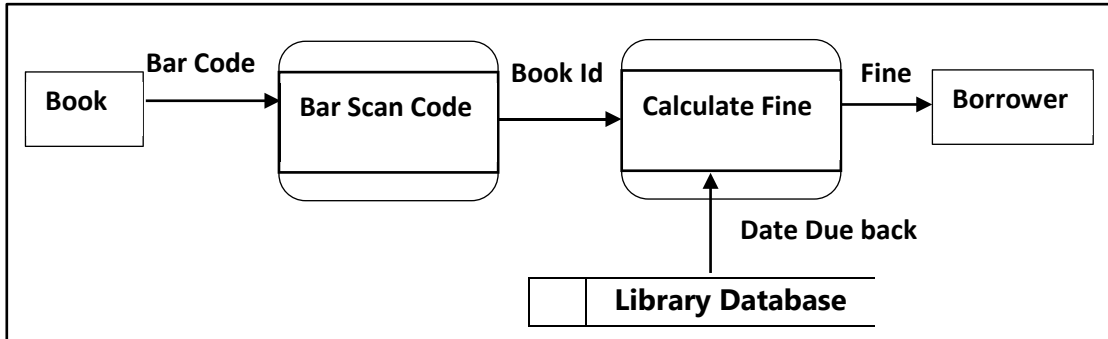 Bar Code
Book Id
Fine
Book
Bar Scan Code
Calculate Fine
Borrower
Date Due back
Library Database